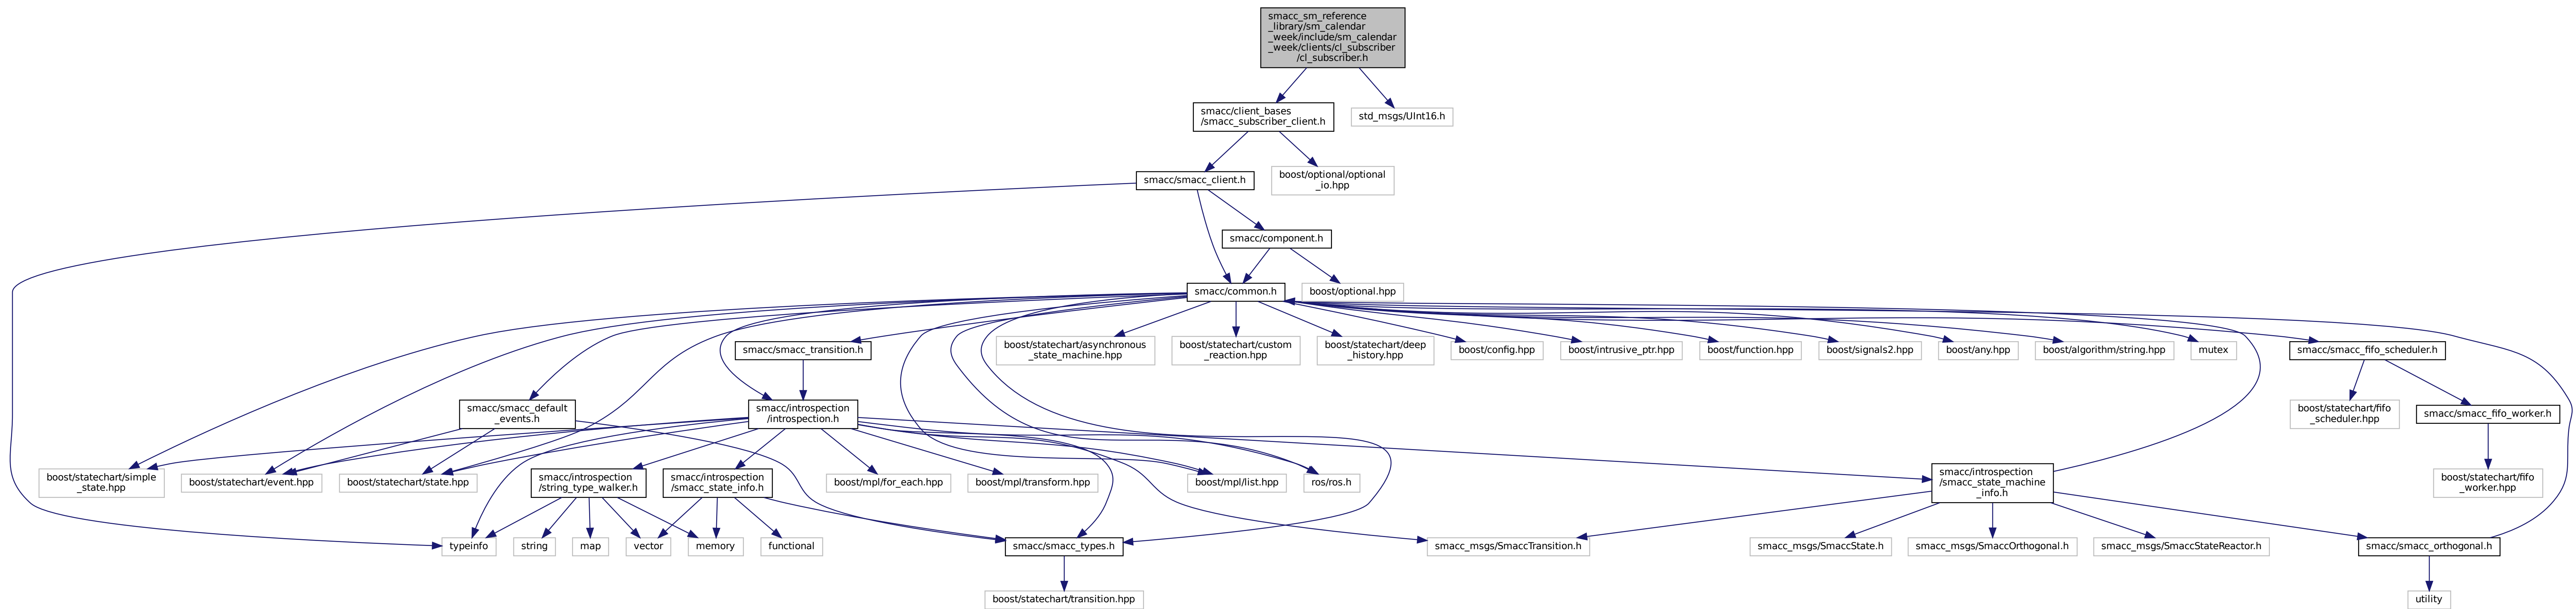 smacc_sm_reference
_library/sm_calendar
_week/include/sm_calendar
_week/clients/cl_subscriber
/cl_subscriber.h
smacc/client_bases
/smacc_subscriber_client.h
std_msgs/UInt16.h
smacc/smacc_client.h
boost/optional/optional
_io.hpp
smacc/component.h
smacc/common.h
boost/optional.hpp
smacc/smacc_transition.h
boost/statechart/asynchronous
_state_machine.hpp
boost/statechart/custom
_reaction.hpp
boost/statechart/deep
_history.hpp
boost/config.hpp
boost/intrusive_ptr.hpp
boost/function.hpp
boost/signals2.hpp
boost/any.hpp
boost/algorithm/string.hpp
mutex
smacc/smacc_fifo_scheduler.h
smacc/smacc_default
_events.h
smacc/introspection
/introspection.h
boost/statechart/fifo
_scheduler.hpp
smacc/smacc_fifo_worker.h
boost/statechart/simple
_state.hpp
boost/statechart/event.hpp
boost/statechart/state.hpp
smacc/introspection
/string_type_walker.h
smacc/introspection
/smacc_state_info.h
boost/mpl/for_each.hpp
boost/mpl/transform.hpp
boost/mpl/list.hpp
ros/ros.h
smacc/introspection
/smacc_state_machine
_info.h
boost/statechart/fifo
_worker.hpp
typeinfo
string
map
vector
memory
functional
smacc/smacc_types.h
smacc_msgs/SmaccTransition.h
smacc_msgs/SmaccState.h
smacc_msgs/SmaccOrthogonal.h
smacc_msgs/SmaccStateReactor.h
smacc/smacc_orthogonal.h
boost/statechart/transition.hpp
utility